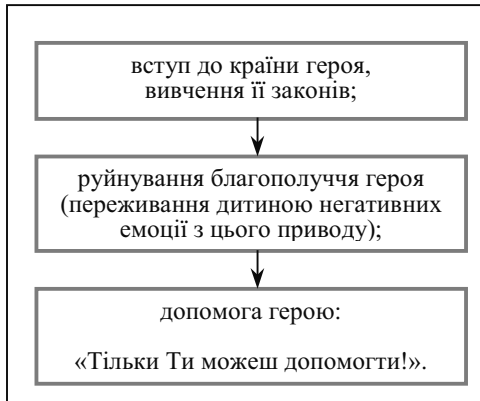 вступ до країни героя,
вивчення її законів;
руйнування благополуччя героя
(переживання дитиною негативних
емоції з цього приводу);
допомога герою:
«Тільки Ти можеш допомогти!».